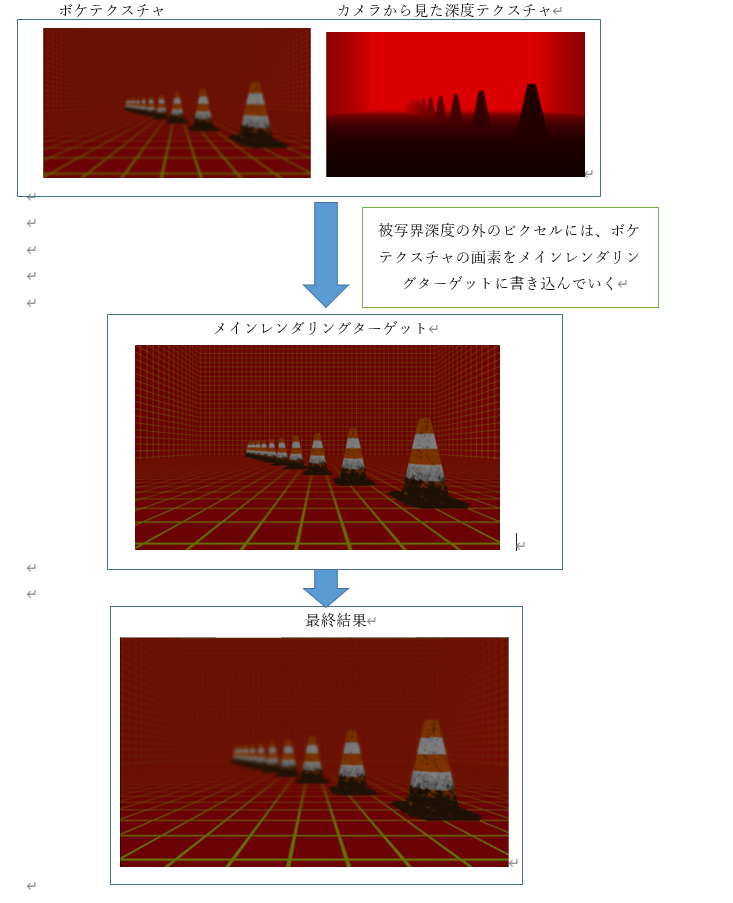 ボケテクスチャ
カメラから見た深度テクスチャ
被写界深度の外のピクセルには、ボケ
テクスチャの画素をメインレンダリン
グターゲットに書き込んでいく
メインレンダリングターゲット
最終結果